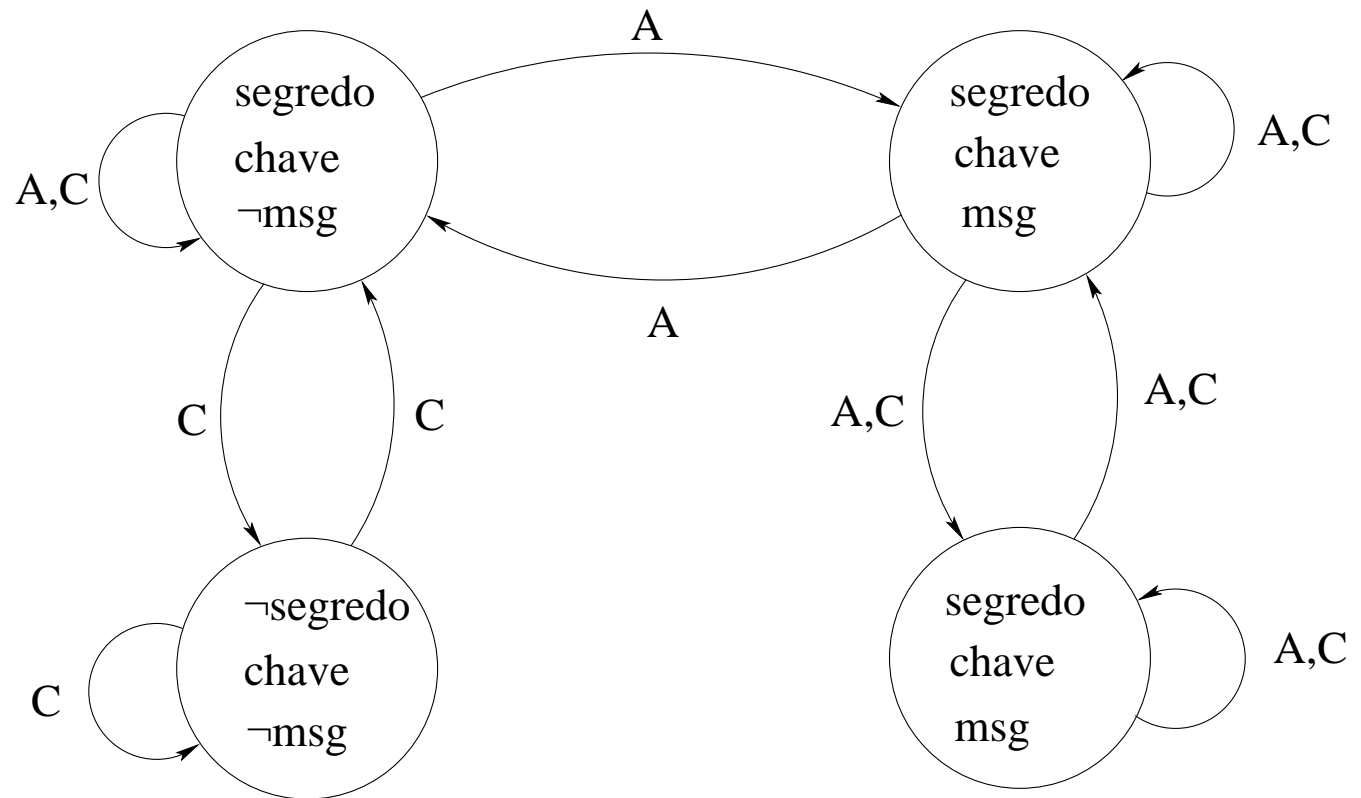 A
segredo
chave
¬msg
segredo
chave
msg
A,C
A,C
A
C
C
A,C
A,C
¬segredo
chave
¬msg
segredo
chave
msg
C
A,C